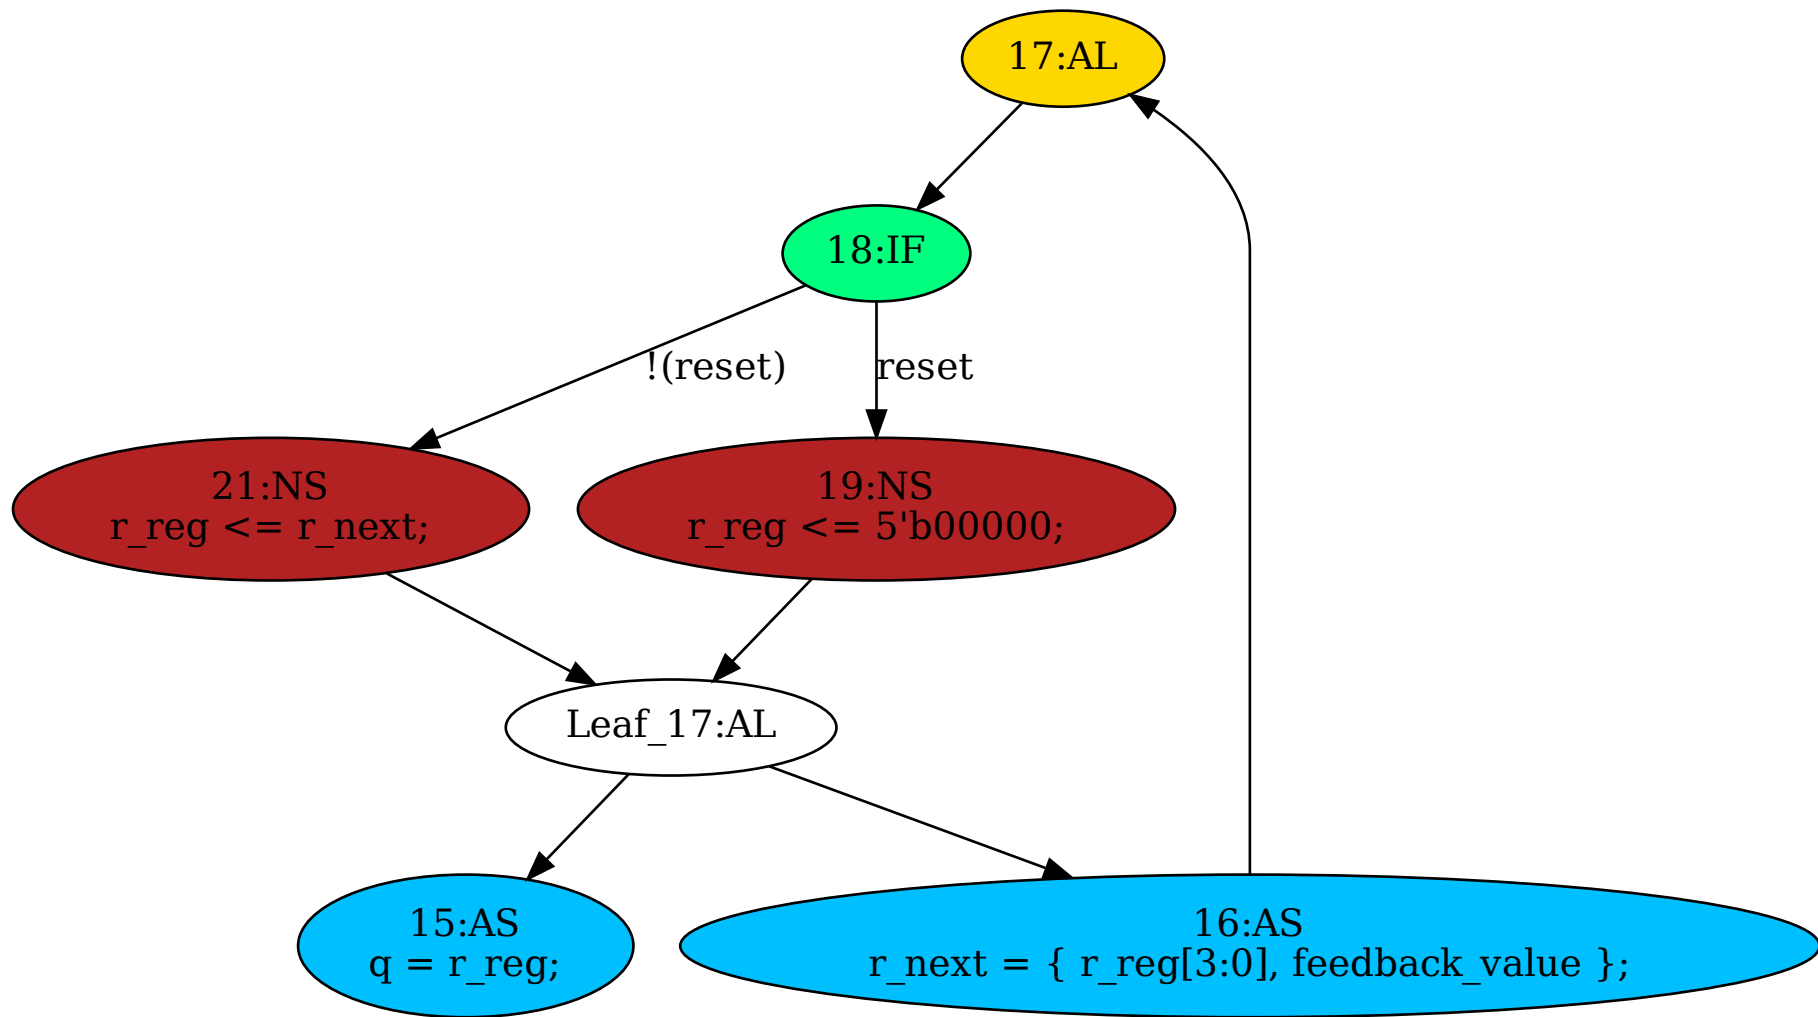 17:AL
18:IF
!(reset)
reset
21:NS
r_reg <= r_next;
19:NS
r_reg <= 5'b00000;
Leaf_17:AL
15:AS
q = r_reg;
16:AS
r_next = { r_reg[3:0], feedback_value };